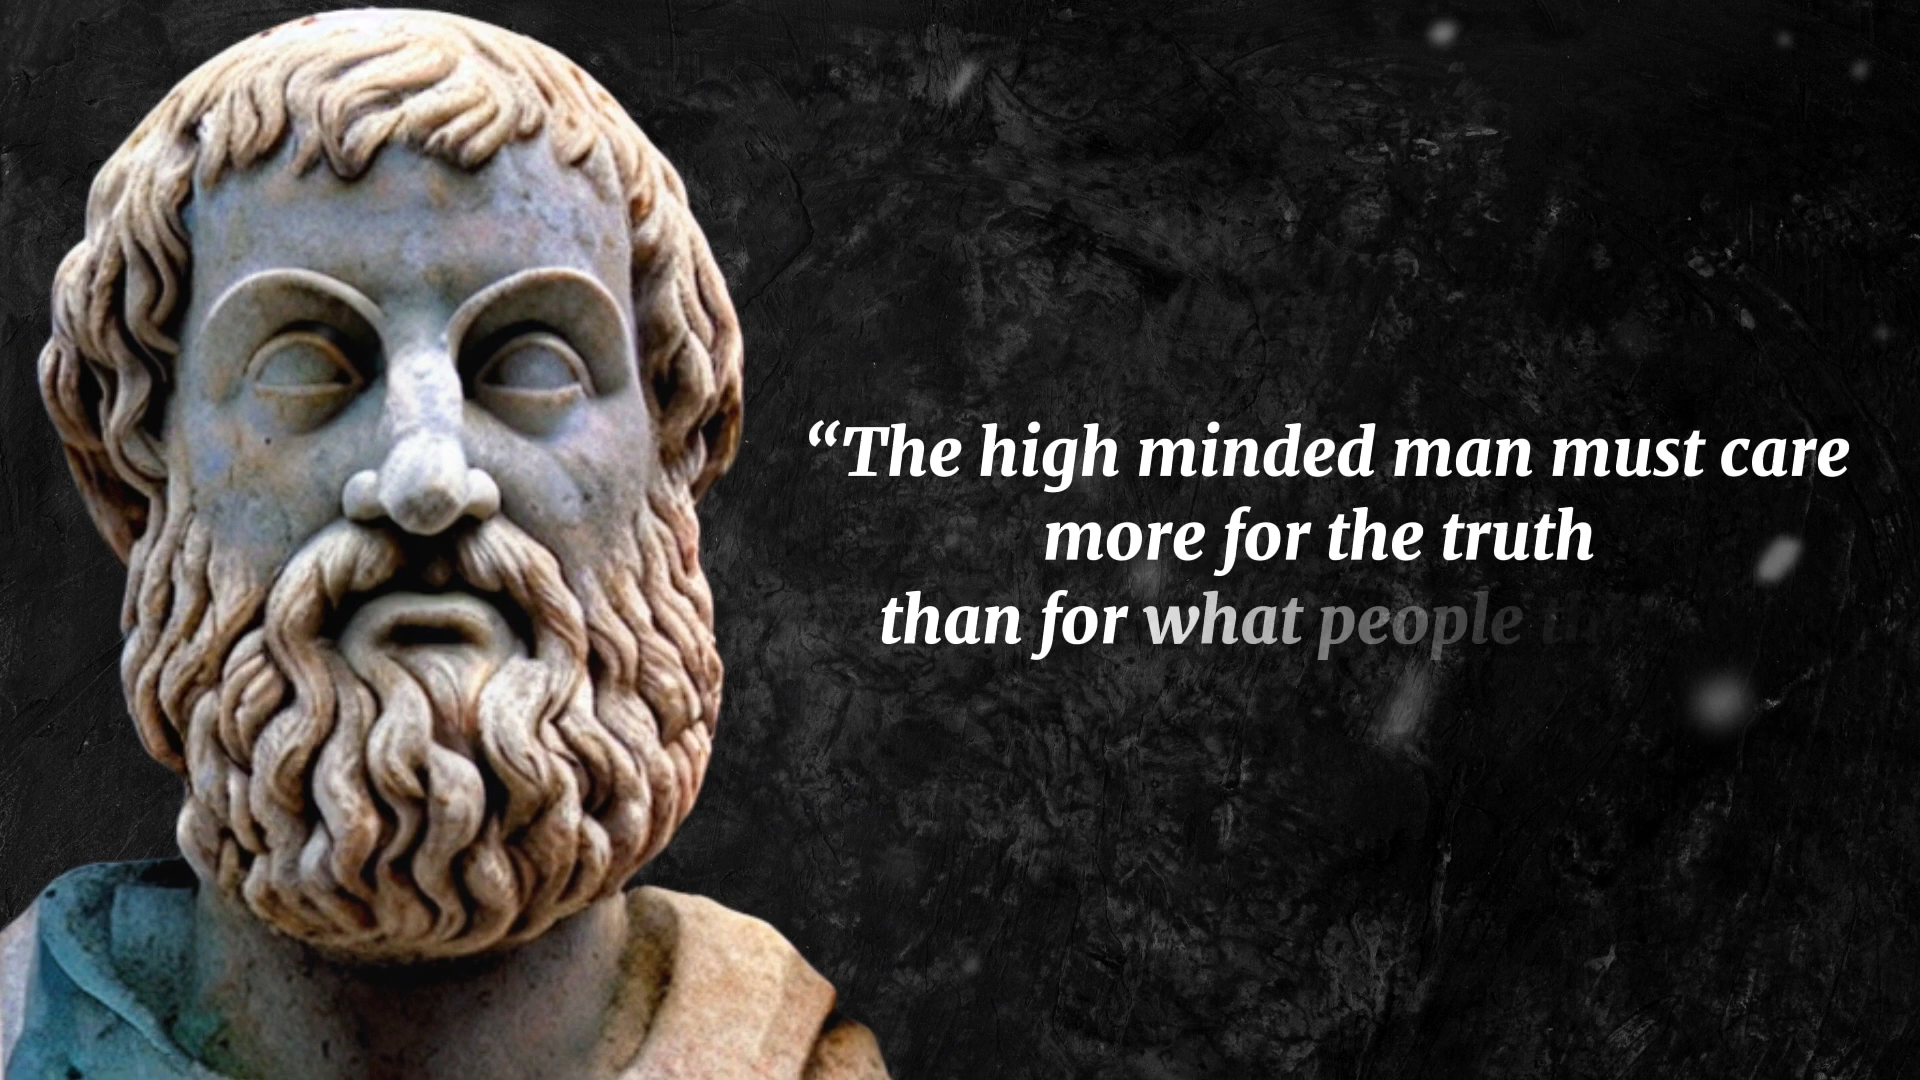 “The high minded man must care
more for the truth
than for what people